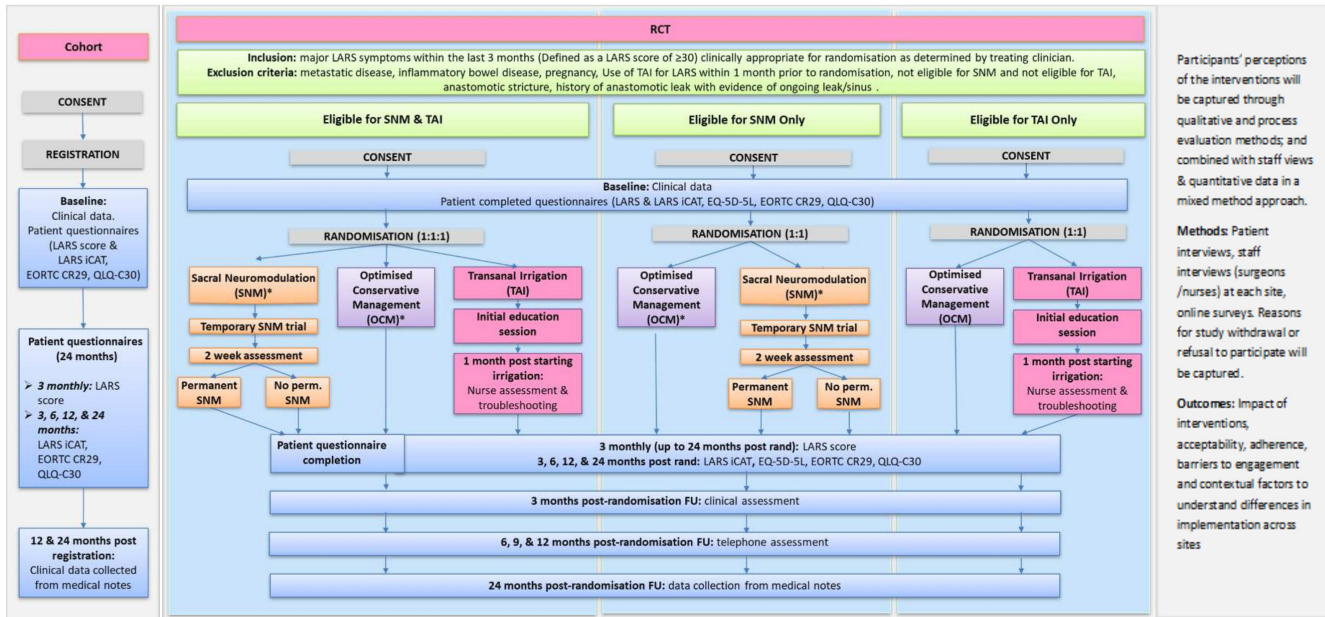 Cohort
CONSENT
REGISTRATION
Baseline:
Clinical data.
Patient questionnaires
(LARS score &
LARS iCAT,
EORTC CR29, QLQ-C30)
Patient questionnaires
(24 months)
➢ 3 monthly: LARS
score
➢ 3, 6, 12, & 24
months:
LARS iCAT,
EORTC CR29,
QLQ-C30
12 & 24 months post
registration:
Clinical data collected
from medical notes
RCT
Inclusion: major LARS symptoms within the last 3 months (Defined as a LARS score of ≥30) clinically appropriate for randomisation as determined by treating clinician.
Exclusion criteria: metastatic disease, inflammatory bowel disease, pregnancy, Use of TAI for LARS within 1 month prior to randomisation, not eligible for SNM and not eligible for TAI,
anastomotic stricture, history of anastomotic leak with evidence of ongoing leak/sinus .
Eligible for SNM & TAI
Eligible for SNM Only
Eligible for TAI Only
CONSENT
CONSENT
CONSENT
Baseline: Clinical data
Patient completed questionnaires (LARS & LARS iCAT, EQ-5D-5L, EORTC CR29, QLQ-C30)
RANDOMISATION (1:1:1)
RANDOMISATION (1:1)
RANDOMISATION (1:1)
Sacral Neuromodulation
(SNM)*
Temporary SNM trial
2 week assessment
Permanent
SNM
No perm.
SNM
Optimised
Conservative
Management
(OCM)*
Transanal Irrigation
(TAI)
Initial education
session
1 month post starting
irrigation:
Nurse assessment &
troubleshooting
Optimised
Conservative
Management
(OCM)*
Sacral Neuromodulation
(SNM)*
Temporary SNM trial
2 week assessment
Permanent
SNM
No perm.
SNM
Optimised
Conservative
Management
(OCM)
Transanal Irrigation
(TAI)
Initial education
session
1 month post starting
irrigation:
Nurse assessment &
troubleshooting
Patient questionnaire
completion
3 monthly (up to 24 months post rand): LARS score
3, 6, 12, & 24 months post rand: LARS iCAT, EQ-5D-5L, EORTC CR29, QLQ-C30
3 months post-randomisation FU: clinical assessment
6, 9, & 12 months post-randomisation FU: telephone assessment
24 months post-randomisation FU: data collection from medical notes
Participants' perceptions
of the interventions will
be captured through
qualitative and process
evaluation methods; and
combined with staff views
& quantitative data in a
mixed method approach.
Methods: Patient
interviews, staff
interviews (surgeons
/nurses) at each site,
online surveys. Reasons
for study withdrawal or
refusal to participate will
be captured.
Outcomes: Impact of
interventions,
acceptability, adherence,
barriers to engagement
and contextual factors to
understand differences in
implementation across
sites